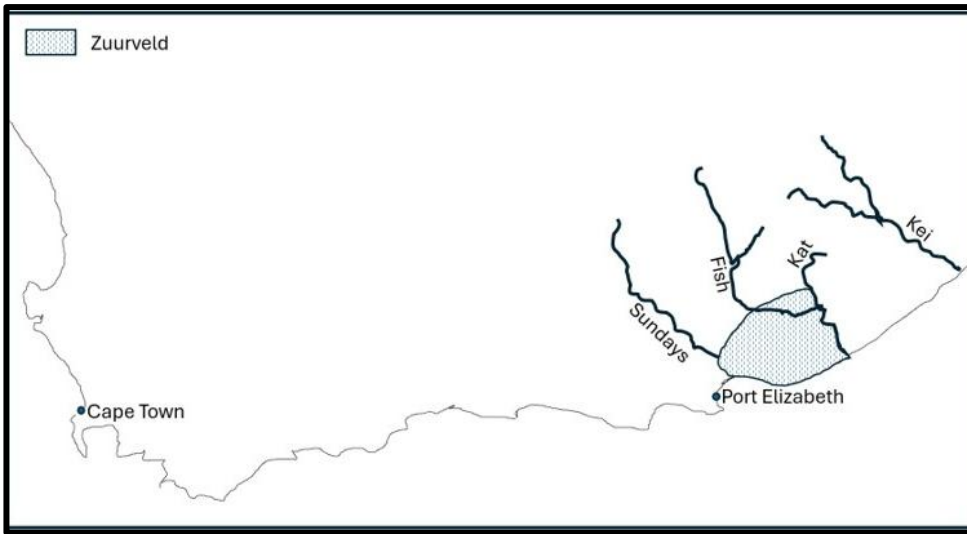 Zuurveld
Kei
Kat
Fish
Sundays
Port Elizabeth
Cape Town